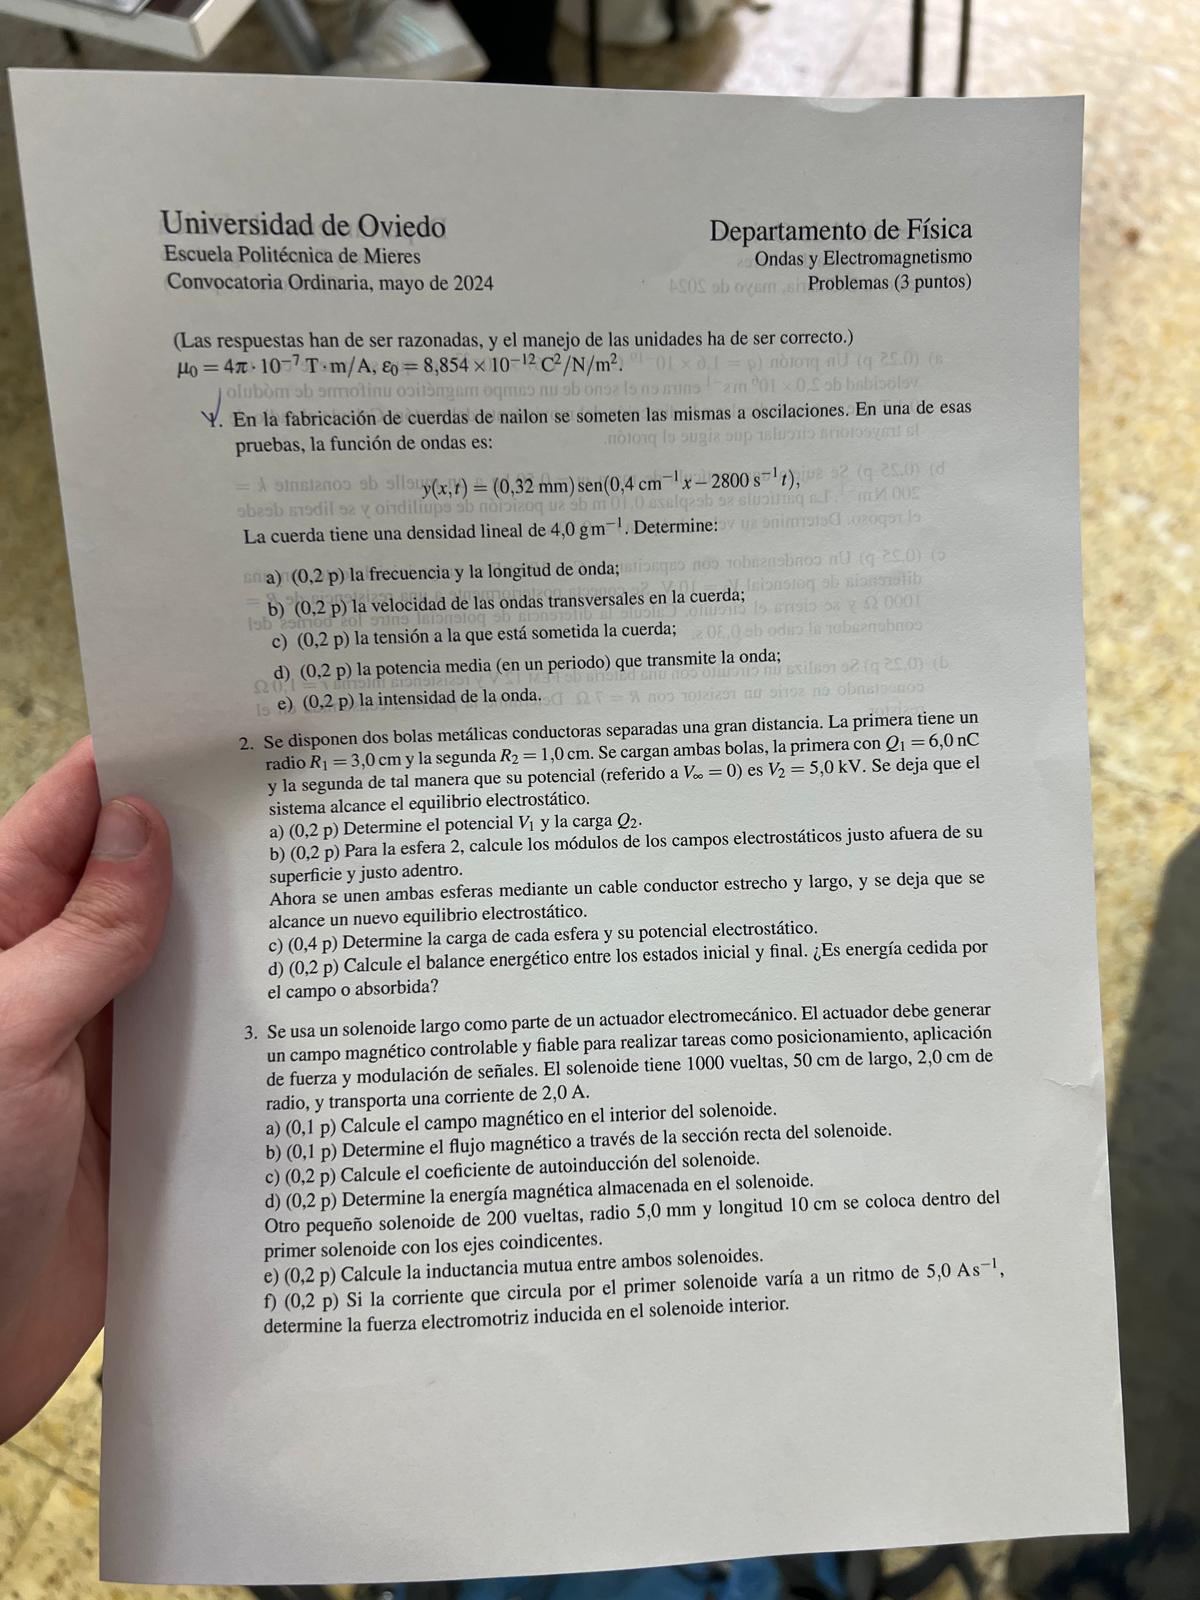 Universidad de Oviedo
Escuela Politécnica de Mieres
Convocatoria Ordinaria, mayo de 2024
Departamento de Física
Ondas y Electromagnetismo
Problemas (3 puntos)
(Las respuestas han de ser razonadas, y el manejo de las unidades ha de ser correcto.)
μ₀ = 4π · 10⁻⁷ T · m/A, ε₀ = 8,854 × 10⁻¹² C²/N/m².
1. En la fabricación de cuerdas de nailon se someten las mismas a oscilaciones. En una de esas
pruebas, la función de ondas es:
y(x,t) = (0,32 mm) sen(0,4 cm⁻¹ x − 2800 s⁻¹ t),
La cuerda tiene una densidad lineal de 4,0 g m⁻¹. Determine:
a) (0,2 p) la frecuencia y la longitud de onda;
b) (0,2 p) la velocidad de las ondas transversales en la cuerda;
c) (0,2 p) la tensión a la que está sometida la cuerda;
d) (0,2 p) la potencia media (en un periodo) que transmite la onda;
e) (0,2 p) la intensidad de la onda.
2. Se disponen dos bolas metálicas conductoras separadas una gran distancia. La primera tiene un
radio R₁ = 3,0 cm y la segunda R₂ = 1,0 cm. Se cargan ambas bolas, la primera con Q₁ = 6,0 nC
y la segunda de tal manera que su potencial (referido a V∞ = 0) es V₂ = 5,0 kV. Se deja que el
sistema alcance el equilibrio electrostático.
a) (0,2 p) Determine el potencial V₁ y la carga Q₂.
b) (0,2 p) Para la esfera 2, calcule los módulos de los campos electrostáticos justo afuera de su
superficie y justo adentro.
Ahora se unen ambas esferas mediante un cable conductor estrecho y largo, y se deja que se
alcance un nuevo equilibrio electrostático.
c) (0,4 p) Determine la carga de cada esfera y su potencial electrostático.
d) (0,2 p) Calcule el balance energético entre los estados inicial y final. ¿Es energía cedida por
el campo o absorbida?
3. Se usa un solenoide largo como parte de un actuador electromecánico. El actuador debe generar
un campo magnético controlable y fiable para realizar tareas como posicionamiento, aplicación
de fuerza y modulación de señales. El solenoide tiene 1000 vueltas, 50 cm de largo, 2,0 cm de
radio, y transporta una corriente de 2,0 A.
a) (0,1 p) Calcule el campo magnético en el interior del solenoide.
b) (0,1 p) Determine el flujo magnético a través de la sección recta del solenoide.
c) (0,2 p) Calcule el coeficiente de autoinducción del solenoide.
d) (0,2 p) Determine la energía magnética almacenada en el solenoide.
Otro pequeño solenoide de 200 vueltas, radio 5,0 mm y longitud 10 cm se coloca dentro del
primer solenoide con los ejes coindicentes.
e) (0,2 p) Calcule la inductancia mutua entre ambos solenoides.
f) (0,2 p) Si la corriente que circula por el primer solenoide varía a un ritmo de 5,0 A s⁻¹,
determine la fuerza electromotriz inducida en el solenoide interior.